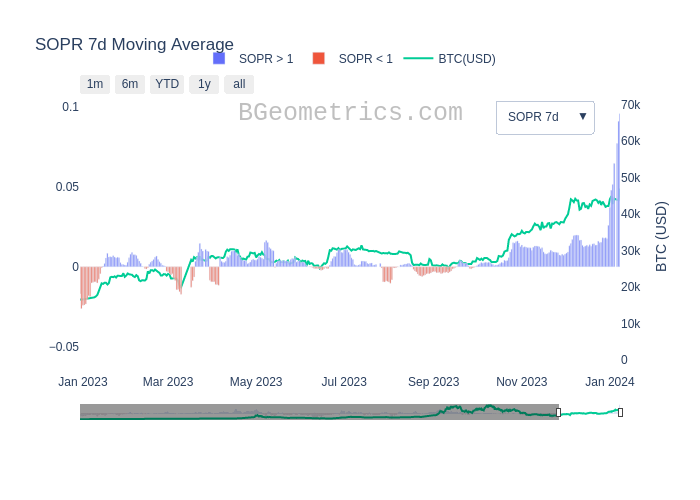 SOPR 7d Moving Average
SOPR > 1
SOPR < 1
BTC(USD)
1m
6m
YTD
1y
all
BGeometrics.com
SOPR 7d ▼
0.1
0.05
0
−0.05
70k
60k
50k
40k
30k
20k
10k
0
BTC (USD)
Jan 2023
Mar 2023
May 2023
Jul 2023
Sep 2023
Nov 2023
Jan 2024